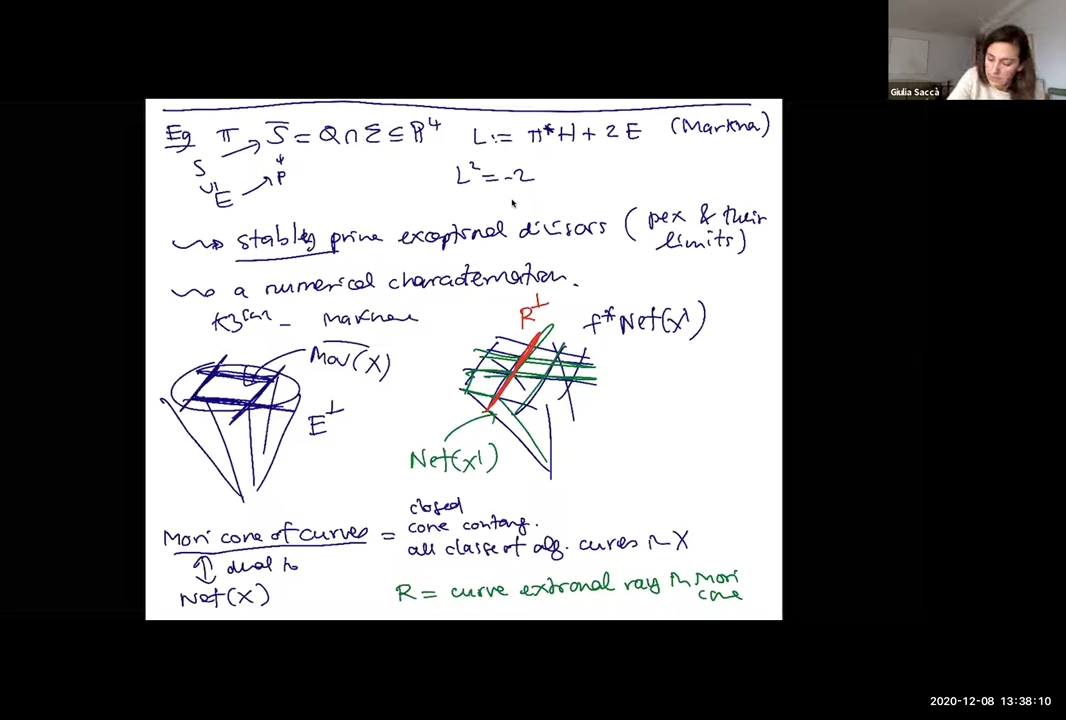 Giulia Saccà
Eg π S̄ = Q ∩ Σ ⊆ ℙ⁴ L := π*H + 2E (Markman)
S ∪ E → p
L² = -2
⇝ stably prime exceptional divisors (pex & their limits)
⇝ a numerical characterization.
Markman
Mov(X)
R^⊥
f* Nef(X')
E^⊥
Nef(X')
Mori cone of curves = closed cone containg. all classe of alg. curves in X
↕ dual to
Nef(X)
R = curve extremal ray in Mori cone
2020-12-08 13:38:10